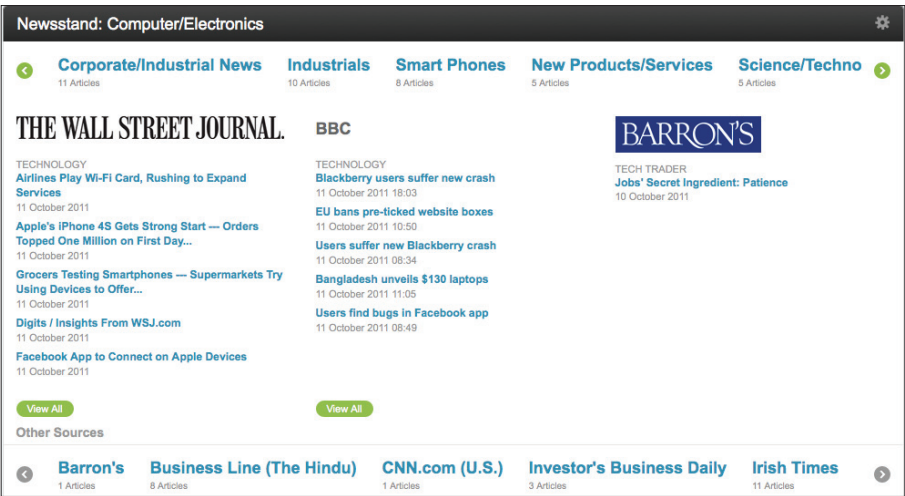 Newsstand: Computer/Electronics
Corporate/Industrial News
11 Articles
Industrials
10 Articles
Smart Phones
8 Articles
New Products/Services
5 Articles
Science/Techno
5 Articles
THE WALL STREET JOURNAL.
TECHNOLOGY
Airlines Play Wi-Fi Card, Rushing to Expand
Services
11 October 2011
Apple's iPhone 4S Gets Strong Start — Orders
Topped One Million on First Day...
11 October 2011
Grocers Testing Smartphones — Supermarkets Try
Using Devices to Offer...
11 October 2011
Digits / Insights From WSJ.com
11 October 2011
Facebook App to Connect on Apple Devices
11 October 2011
View All
BBC
TECHNOLOGY
Blackberry users suffer new crash
11 October 2011 18:03
EU bans pre-ticked website boxes
11 October 2011 10:50
Users suffer new Blackberry crash
11 October 2011 08:34
Bangladesh unveils $130 laptops
11 October 2011 11:05
Users find bugs in Facebook app
11 October 2011 08:49
View All
BARRON'S
TECH TRADER
Jobs' Secret Ingredient: Patience
10 October 2011
Other Sources
Barron's
1 Articles
Business Line (The Hindu)
8 Articles
CNN.com (U.S.)
1 Articles
Investor's Business Daily
3 Articles
Irish Times
11 Articles